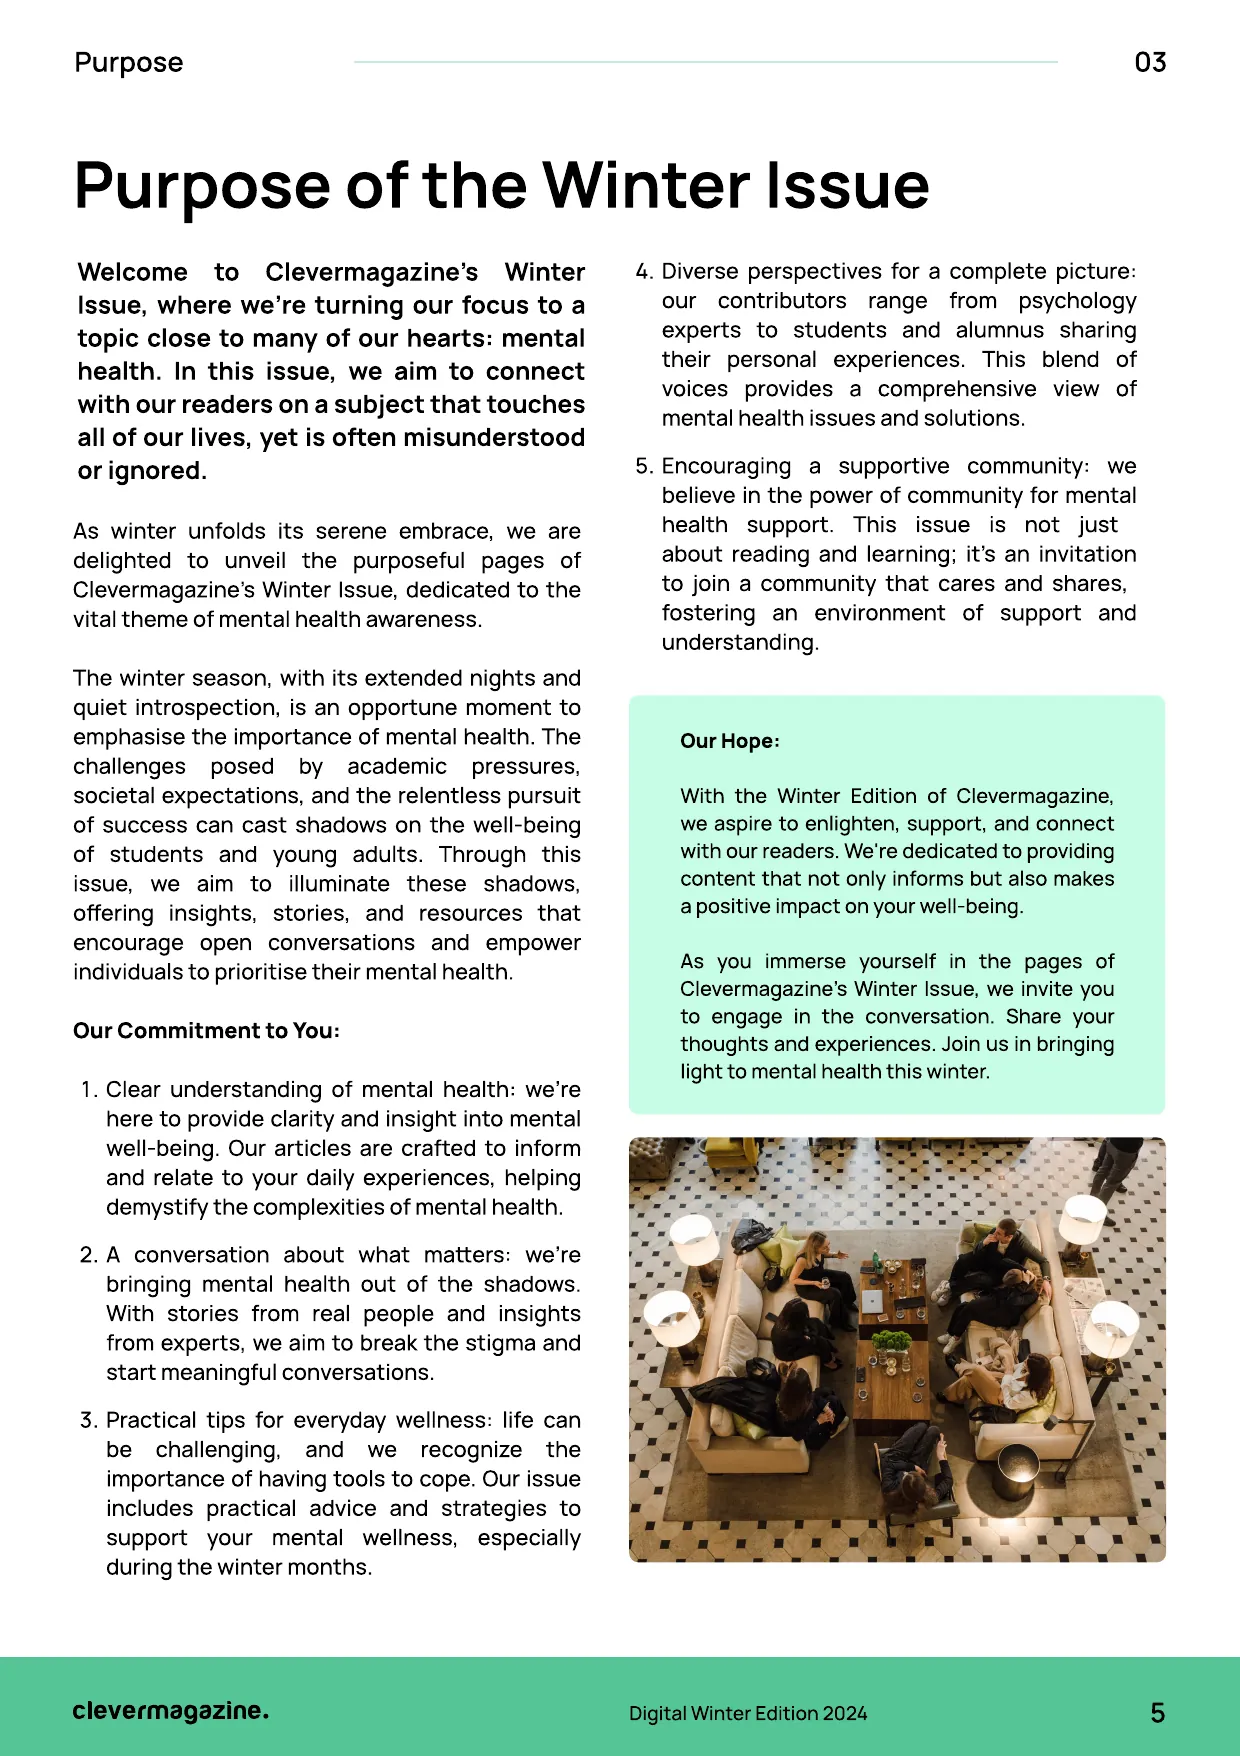 Purpose
03
Purpose of the Winter Issue
Welcome to Clevermagazine’s Winter
Issue, where we’re turning our focus to a
topic close to many of our hearts: mental
health. In this issue, we aim to connect
with our readers on a subject that touches
all of our lives, yet is often misunderstood
or ignored.
As winter unfolds its serene embrace, we are
delighted to unveil the purposeful pages of
Clevermagazine’s Winter Issue, dedicated to the
vital theme of mental health awareness.
The winter season, with its extended nights and
quiet introspection, is an opportune moment to
emphasise the importance of mental health. The
challenges posed by academic pressures,
societal expectations, and the relentless pursuit
of success can cast shadows on the well-being
of students and young adults. Through this
issue, we aim to illuminate these shadows,
offering insights, stories, and resources that
encourage open conversations and empower
individuals to prioritise their mental health.
Our Commitment to You:
1. Clear understanding of mental health: we’re
here to provide clarity and insight into mental
well-being. Our articles are crafted to inform
and relate to your daily experiences, helping
demystify the complexities of mental health.
2. A conversation about what matters: we’re
bringing mental health out of the shadows.
With stories from real people and insights
from experts, we aim to break the stigma and
start meaningful conversations.
3. Practical tips for everyday wellness: life can
be challenging, and we recognize the
importance of having tools to cope. Our issue
includes practical advice and strategies to
support your mental wellness, especially
during the winter months.
4. Diverse perspectives for a complete picture:
our contributors range from psychology
experts to students and alumnus sharing
their personal experiences. This blend of
voices provides a comprehensive view of
mental health issues and solutions.
5. Encouraging a supportive community: we
believe in the power of community for mental
health support. This issue is not just
about reading and learning; it’s an invitation
to join a community that cares and shares,
fostering an environment of support and
understanding.
Our Hope:
With the Winter Edition of Clevermagazine,
we aspire to enlighten, support, and connect
with our readers. We're dedicated to providing
content that not only informs but also makes
a positive impact on your well-being.
As you immerse yourself in the pages of
Clevermagazine’s Winter Issue, we invite you
to engage in the conversation. Share your
thoughts and experiences. Join us in bringing
light to mental health this winter.
clevermagazine.
Digital Winter Edition 2024
5